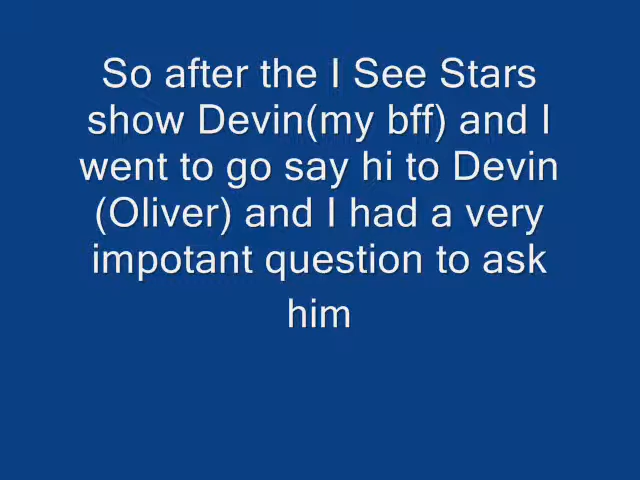 So after the I See Stars
show Devin(my bff) and I
went to go say hi to Devin
(Oliver) and I had a very
impotant question to ask
him